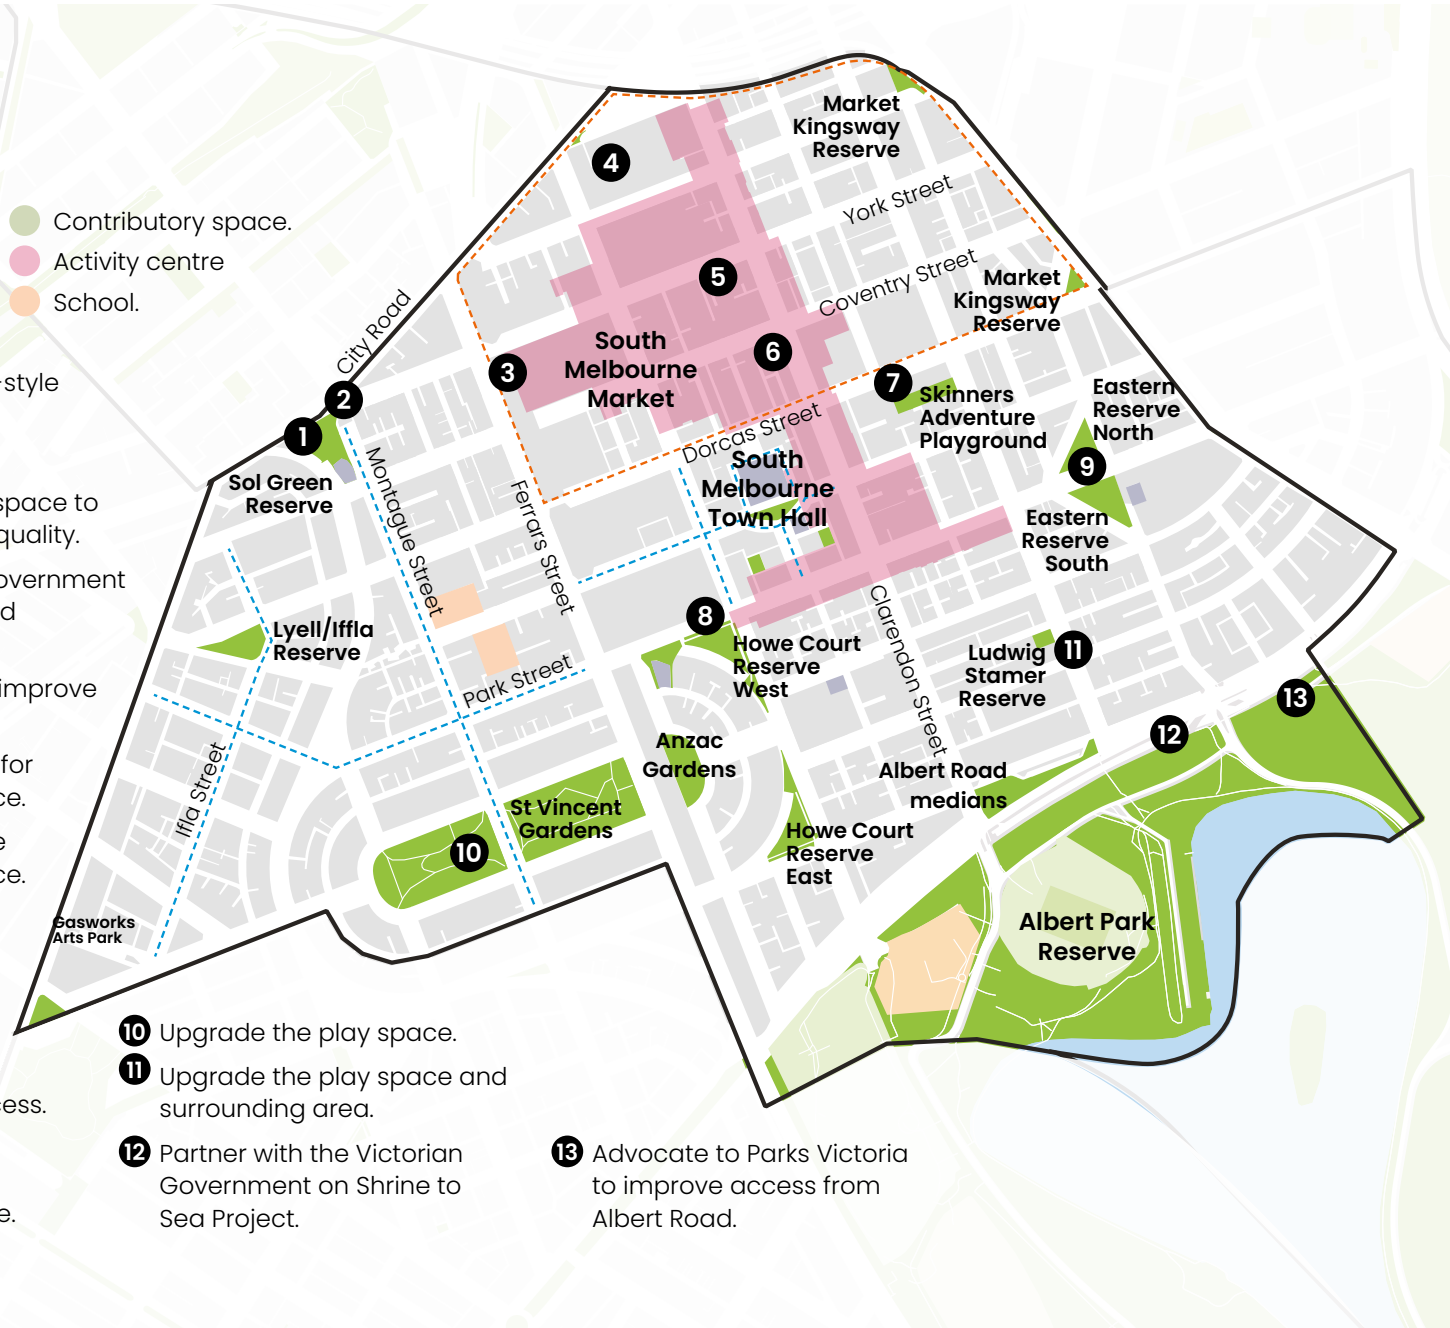 Contributory space.
Activity centre
School.
-style
space to
quality.
overnment
d
improve
for
ce.
e
ce.
cess.
e.
Market
Kingsway
Reserve
4
York Street
5
Coventry Street
Market
Kingsway
Reserve
City Road
South
Melbourne
Market
6
3
2
7
Skinners
Adventure
Playground
Eastern
Reserve
North
1
Dorcas Street
South
Melbourne
Town Hall
9
Sol Green
Reserve
Montague Street
Ferrars Street
Eastern
Reserve
South
Lyell/Iffla
Reserve
8
Howe Court
Reserve
West
Clarendon Street
Ludwig
Stamer
Reserve
11
Park Street
13
12
Anzac
Gardens
Albert Road
medians
Ifla Street
St Vincent
Gardens
10
Howe Court
Reserve
East
Gasworks
Arts Park
Albert Park
Reserve
10 Upgrade the play space.
11 Upgrade the play space and
surrounding area.
12 Partner with the Victorian
Government on Shrine to
Sea Project.
13 Advocate to Parks Victoria
to improve access from
Albert Road.